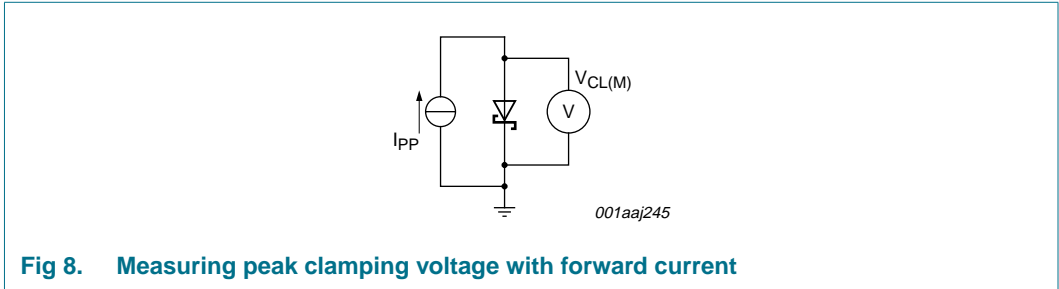 V_CL(M)
V
I_PP
001aaj245
Fig 8. Measuring peak clamping voltage with forward current